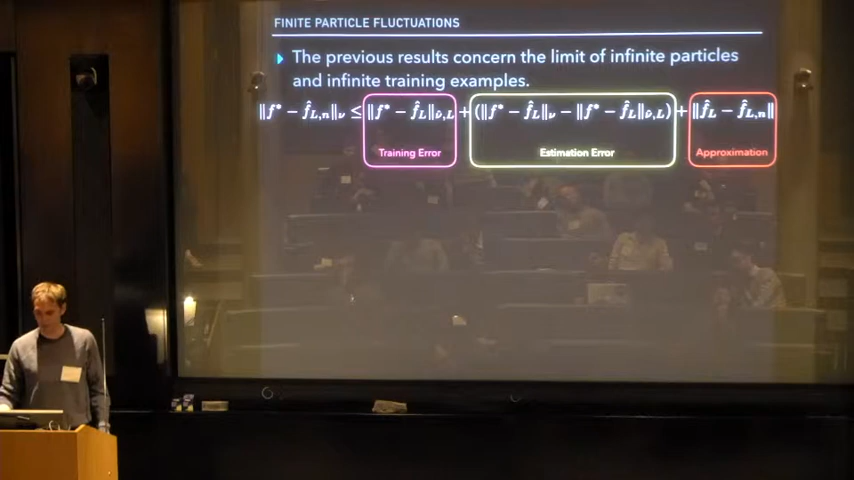 FINITE PARTICLE FLUCTUATIONS
The previous results concern the limit of infinite particles
and infinite training examples.
‖f* − f̂_{L,n}‖_ν ≤ ‖f* − f̂_L‖_{ν̂,L} + (‖f* − f̂_L‖_ν − ‖f* − f̂_L‖_{ν̂,L}) + ‖f̂_L − f̂_{L,n}‖
Training Error
Estimation Error
Approximation